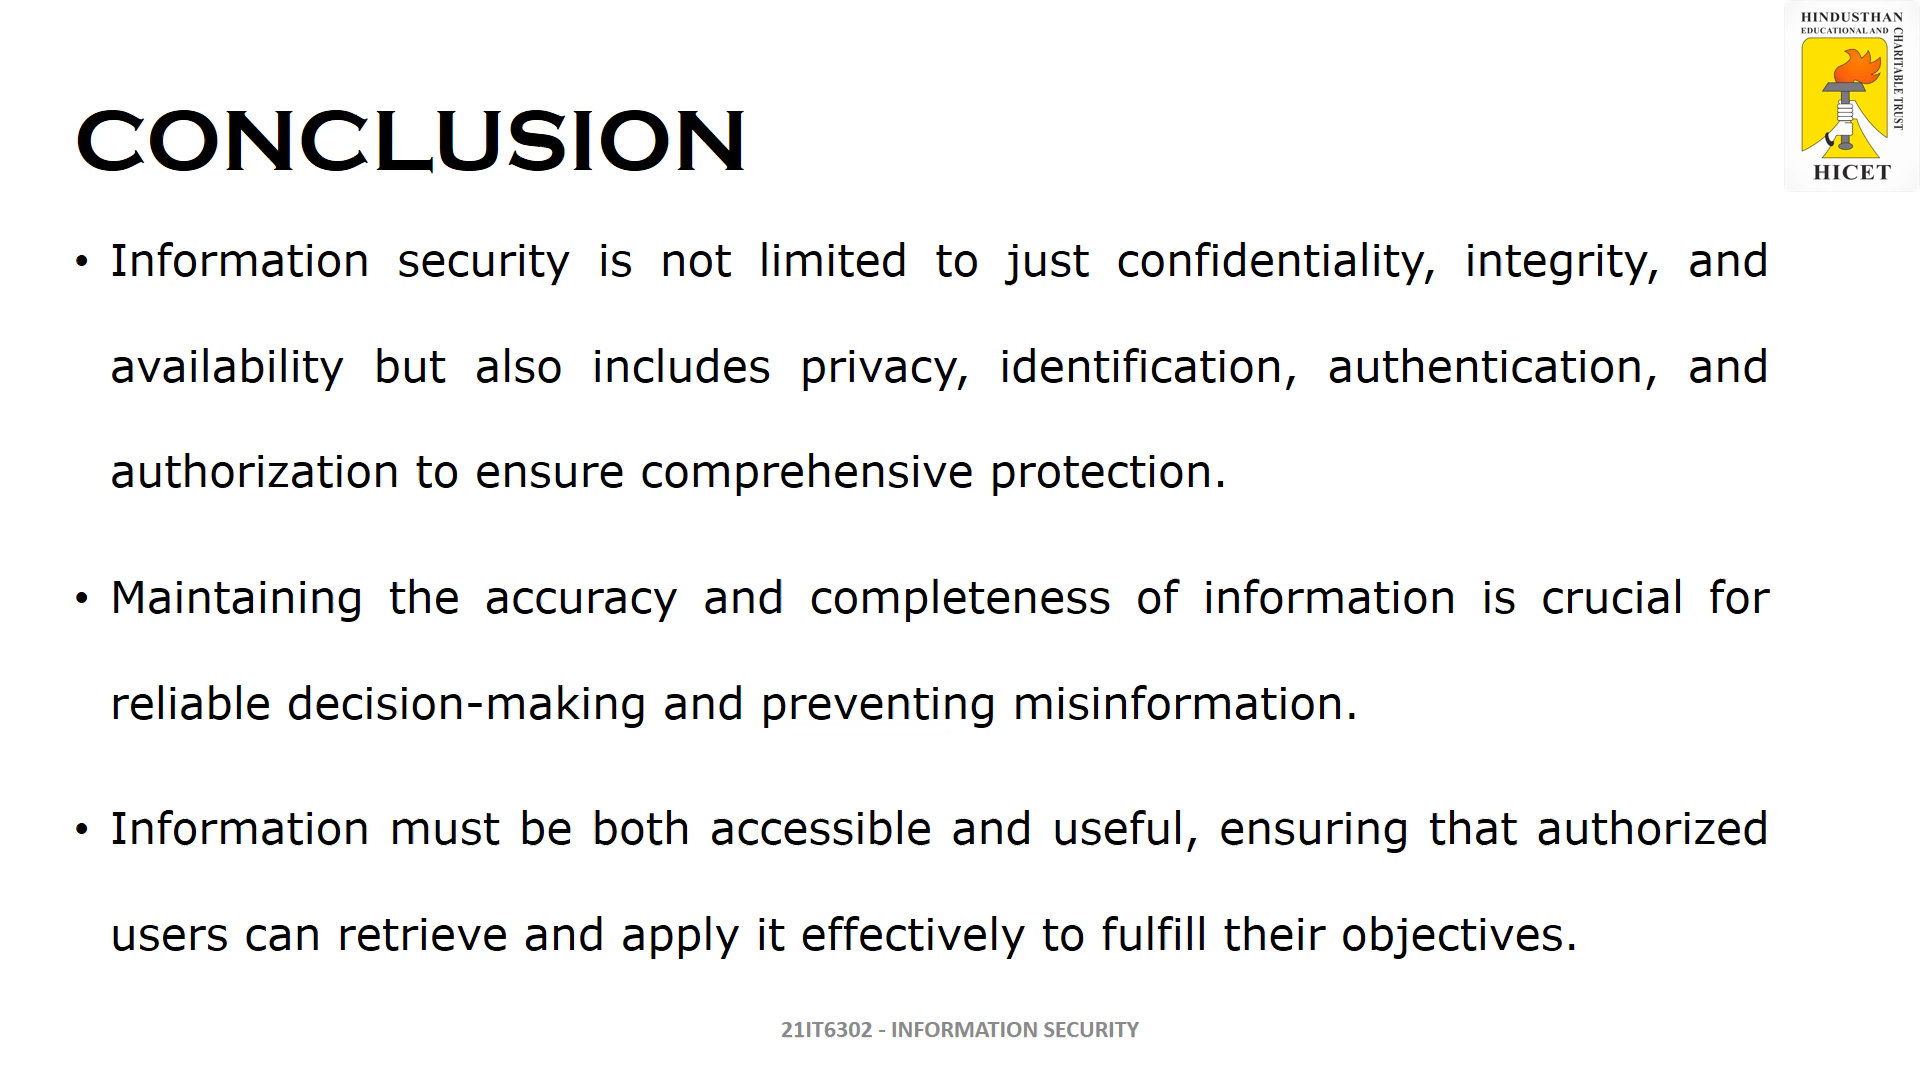 HINDUSTHAN
EDUCATIONAL AND
CHARITABLE TRUST
HICET
CONCLUSION
• Information security is not limited to just confidentiality, integrity, and
availability but also includes privacy, identification, authentication, and
authorization to ensure comprehensive protection.
• Maintaining the accuracy and completeness of information is crucial for
reliable decision-making and preventing misinformation.
• Information must be both accessible and useful, ensuring that authorized
users can retrieve and apply it effectively to fulfill their objectives.
21IT6302 - INFORMATION SECURITY